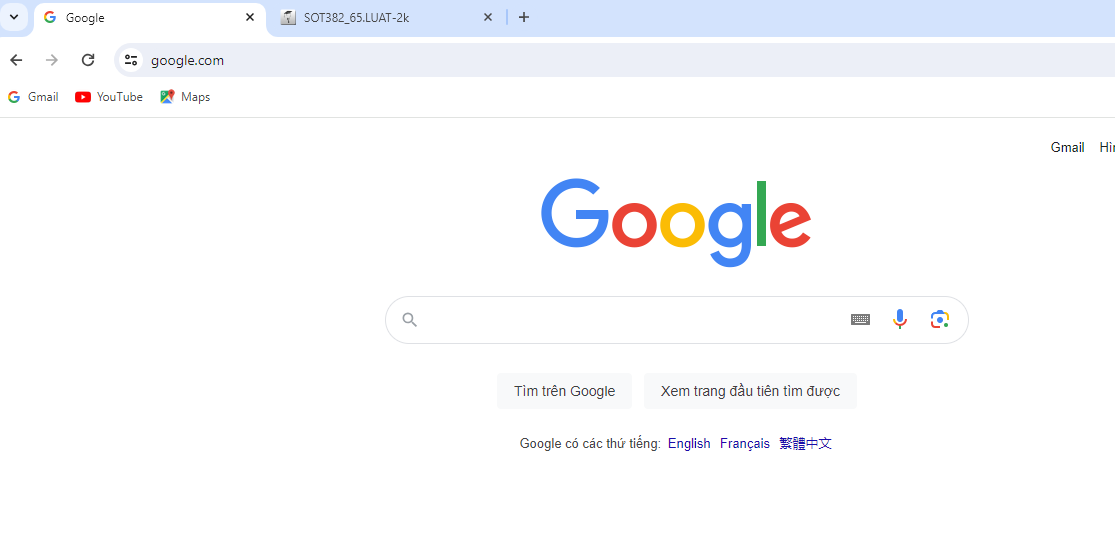 Google SOT382_65.LUAT-2k
google.com
Gmail YouTube Maps
Gmail
Google
Tìm trên Google Xem trang đầu tiên tìm được
Google có các thứ tiếng: English Français 繁體中文